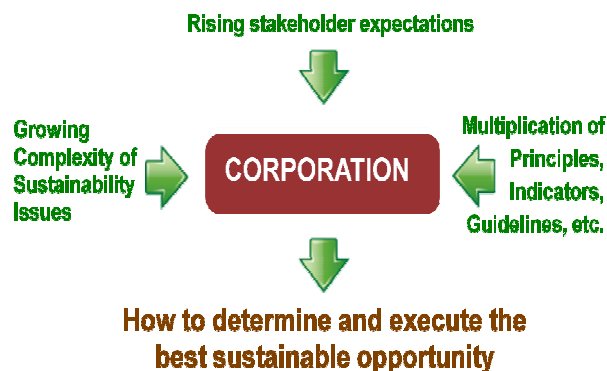 Rising stakeholder expectations
Growing
Complexity of
Sustainability
Issues
CORPORATION
Multiplication of
Principles,
Indicators,
Guidelines, etc.
How to determine and execute the
best sustainable opportunity